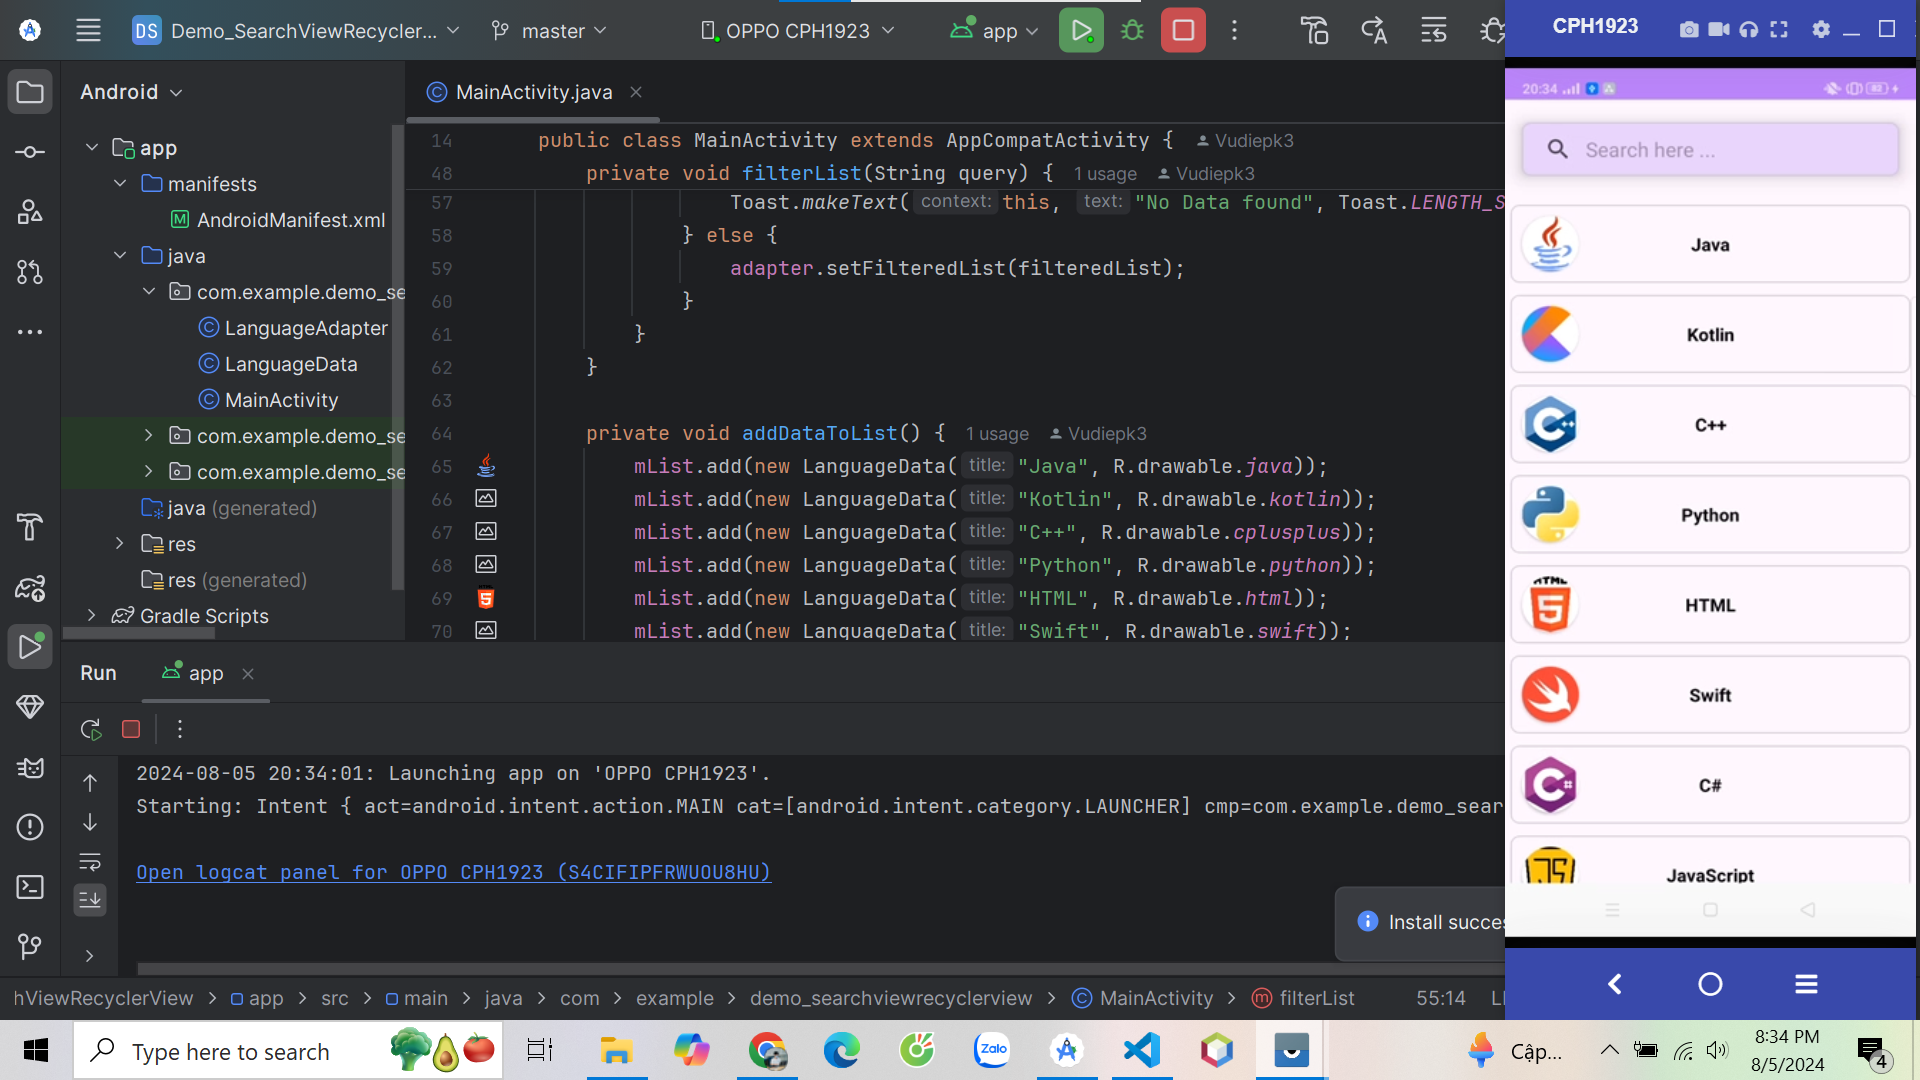 DS Demo_SearchViewRecycler... master OPPO CPH1923 app
Android
MainActivity.java
app
manifests
AndroidManifest.xml
java
com.example.demo_se
LanguageAdapter
LanguageData
MainActivity
com.example.demo_se
com.example.demo_se
java (generated)
res
res (generated)
Gradle Scripts
14 public class MainActivity extends AppCompatActivity { Vudiepk3
48 private void filterList(String query) { 1 usage Vudiepk3
57 Toast.makeText( context: this, text: "No Data found", Toast.LENGTH_S
58 } else {
59 adapter.setFilteredList(filteredList);
60 }
61 }
62 }
63
64 private void addDataToList() { 1 usage Vudiepk3
65 mList.add(new LanguageData( title: "Java", R.drawable.java));
66 mList.add(new LanguageData( title: "Kotlin", R.drawable.kotlin));
67 mList.add(new LanguageData( title: "C++", R.drawable.cplusplus));
68 mList.add(new LanguageData( title: "Python", R.drawable.python));
69 mList.add(new LanguageData( title: "HTML", R.drawable.html));
70 mList.add(new LanguageData( title: "Swift", R.drawable.swift));
Run app
2024-08-05 20:34:01: Launching app on 'OPPO CPH1923'.
Starting: Intent { act=android.intent.action.MAIN cat=[android.intent.category.LAUNCHER] cmp=com.example.demo_sear
Open logcat panel for OPPO CPH1923 (S4CIFIPFRWUOU8HU)
Install succes
hViewRecyclerView > app > src > main > java > com > example > demo_searchviewrecyclerview > MainActivity > filterList 55:14
CPH1923
20:34
Search here ...
Java
Kotlin
C++
Python
HTML
HTML
Swift
C#
JS
JavaScript
Type here to search
Zalo
Cập...
8:34 PM
8/5/2024
4